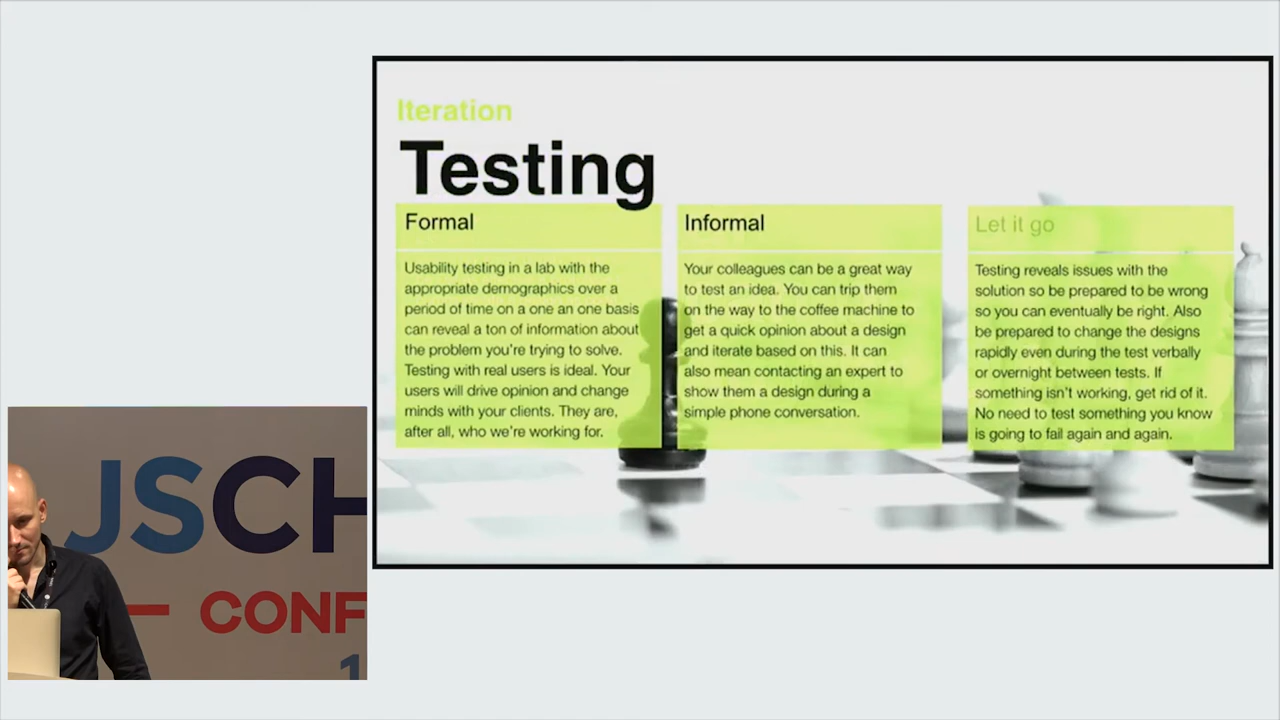 Iteration
Testing
Formal
Usability testing in a lab with the
appropriate demographics over a
period of time on a one an one basis
can reveal a ton of information about
the problem you're trying to solve.
Testing with real users is ideal. Your
users will drive opinion and change
minds with your clients. They are,
after all, who we're working for.
Informal
Your colleagues can be a great way
to test an idea. You can trip them
on the way to the coffee machine to
get a quick opinion about a design
and iterate based on this. It can
also mean contacting an expert to
show them a design during a
simple phone conversation.
Let it go
Testing reveals issues with the
solution so be prepared to be wrong
so you can eventually be right. Also
be prepared to change the designs
rapidly even during the test verbally
or overnight between tests. If
something isn't working, get rid of it.
No need to test something you know
is going to fail again and again.
JSCH
CONF
1